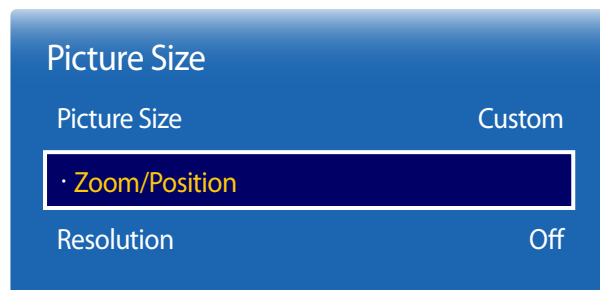 Picture Size
Picture Size Custom
· Zoom/Position
Resolution Off